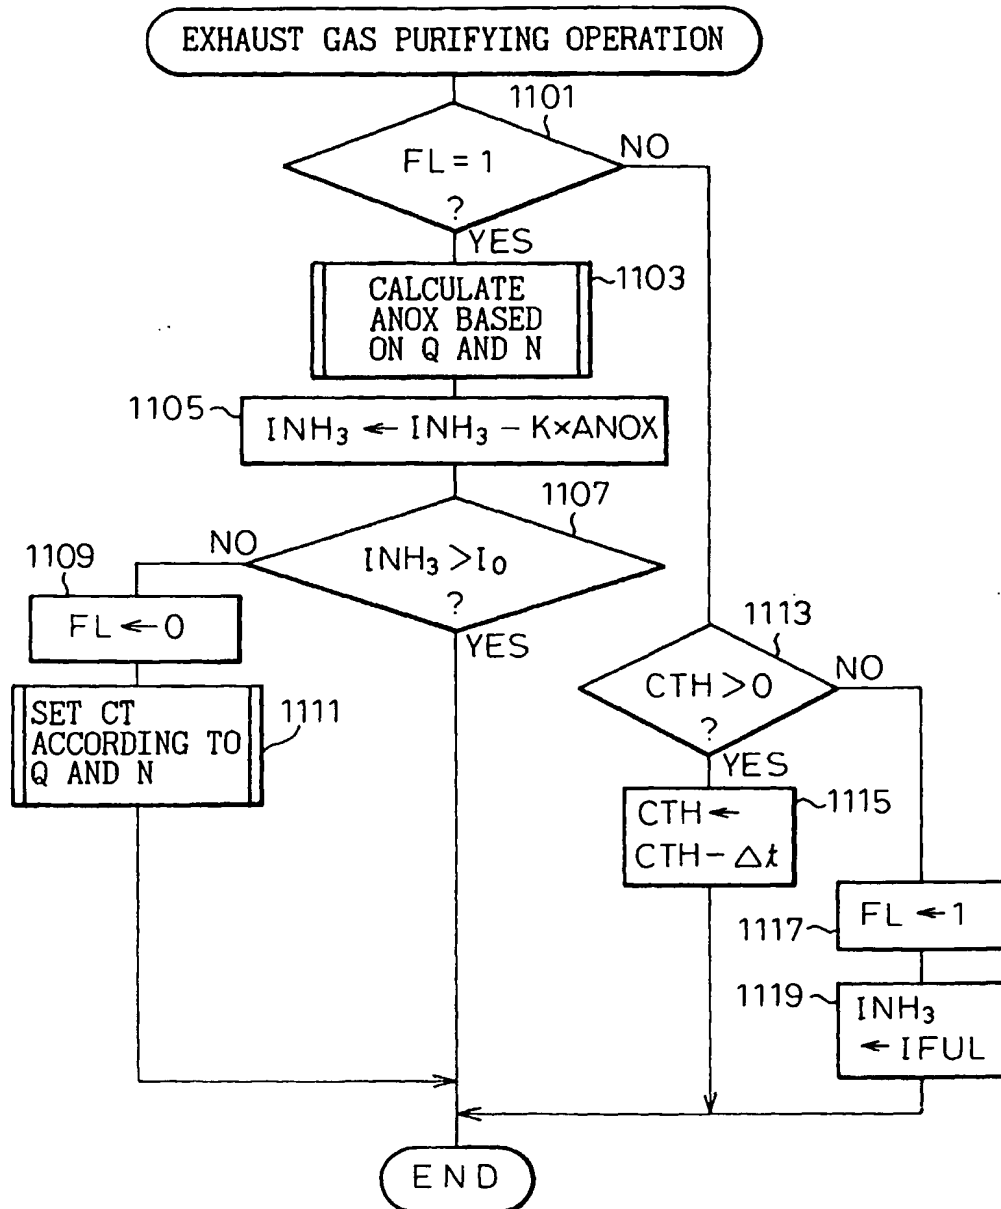 EXHAUST GAS PURIFYING OPERATION
1101
FL = 1
?
NO
YES
CALCULATE
ANOX BASED
ON Q AND N
1103
1105
INH₃ ← INH₃ − K×ANOX
1107
INH₃ > I₀
?
NO
YES
1109
FL ← 0
SET CT
ACCORDING TO
Q AND N
1111
1113
CTH > 0
?
NO
YES
CTH ←
CTH − Δt
1115
FL ← 1
1117
1119
INH₃
← IFUL
END